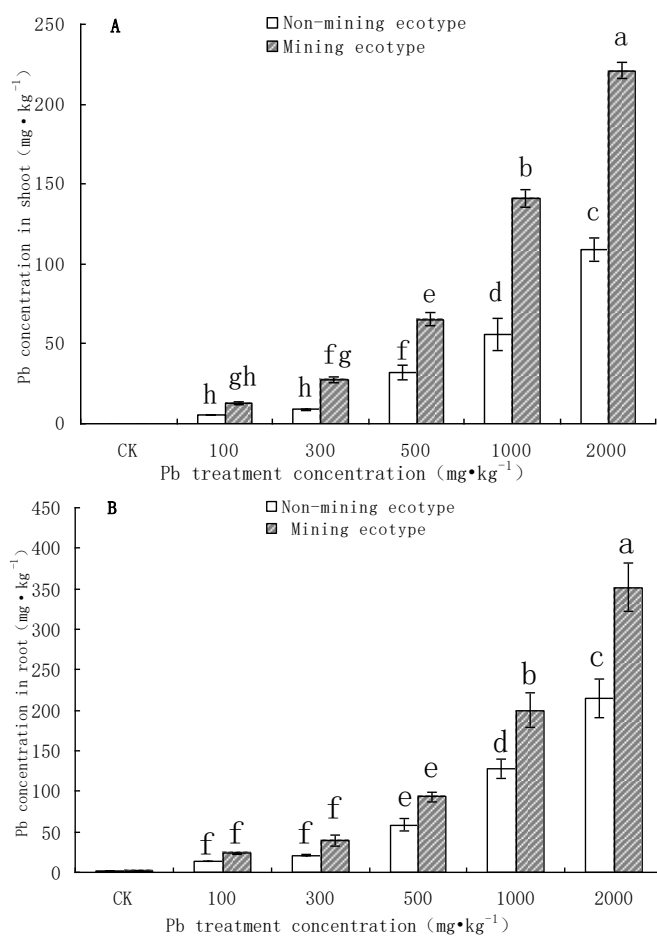 A
Non-mining ecotype
Mining ecotype
Pb concentration in shoot (mg•kg⁻¹)
250
200
150
100
50
0
h
gh
h
fg
f
e
d
b
c
a
CK 100 300 500 1000 2000
Pb treatment concentration (mg•kg⁻¹)
B
Non-mining ecotype
Mining ecotype
Pb concentration in root (mg•kg⁻¹)
450
400
350
300
250
200
150
100
50
0
f
f
f
f
e
e
d
b
c
a
CK 100 300 500 1000 2000
Pb treatment concentration (mg•kg⁻¹)